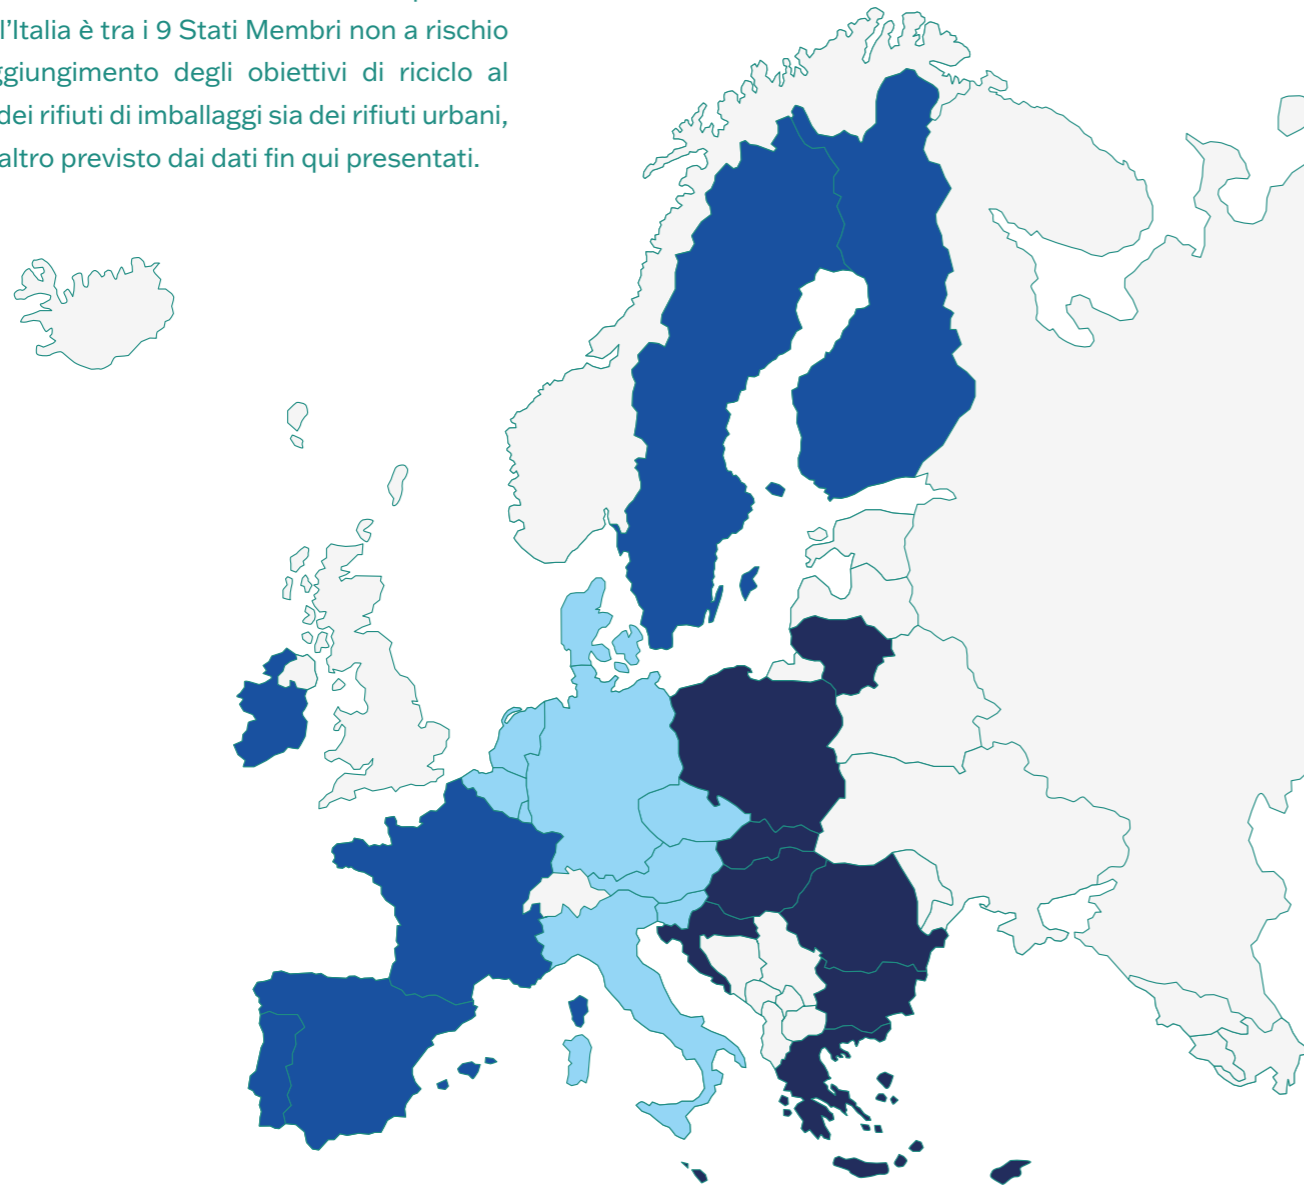 l’Italia è tra i 9 Stati Membri non a rischio
ggiungimento degli obiettivi di riciclo al
dei rifiuti di imballaggi sia dei rifiuti urbani,
altro previsto dai dati fin qui presentati.